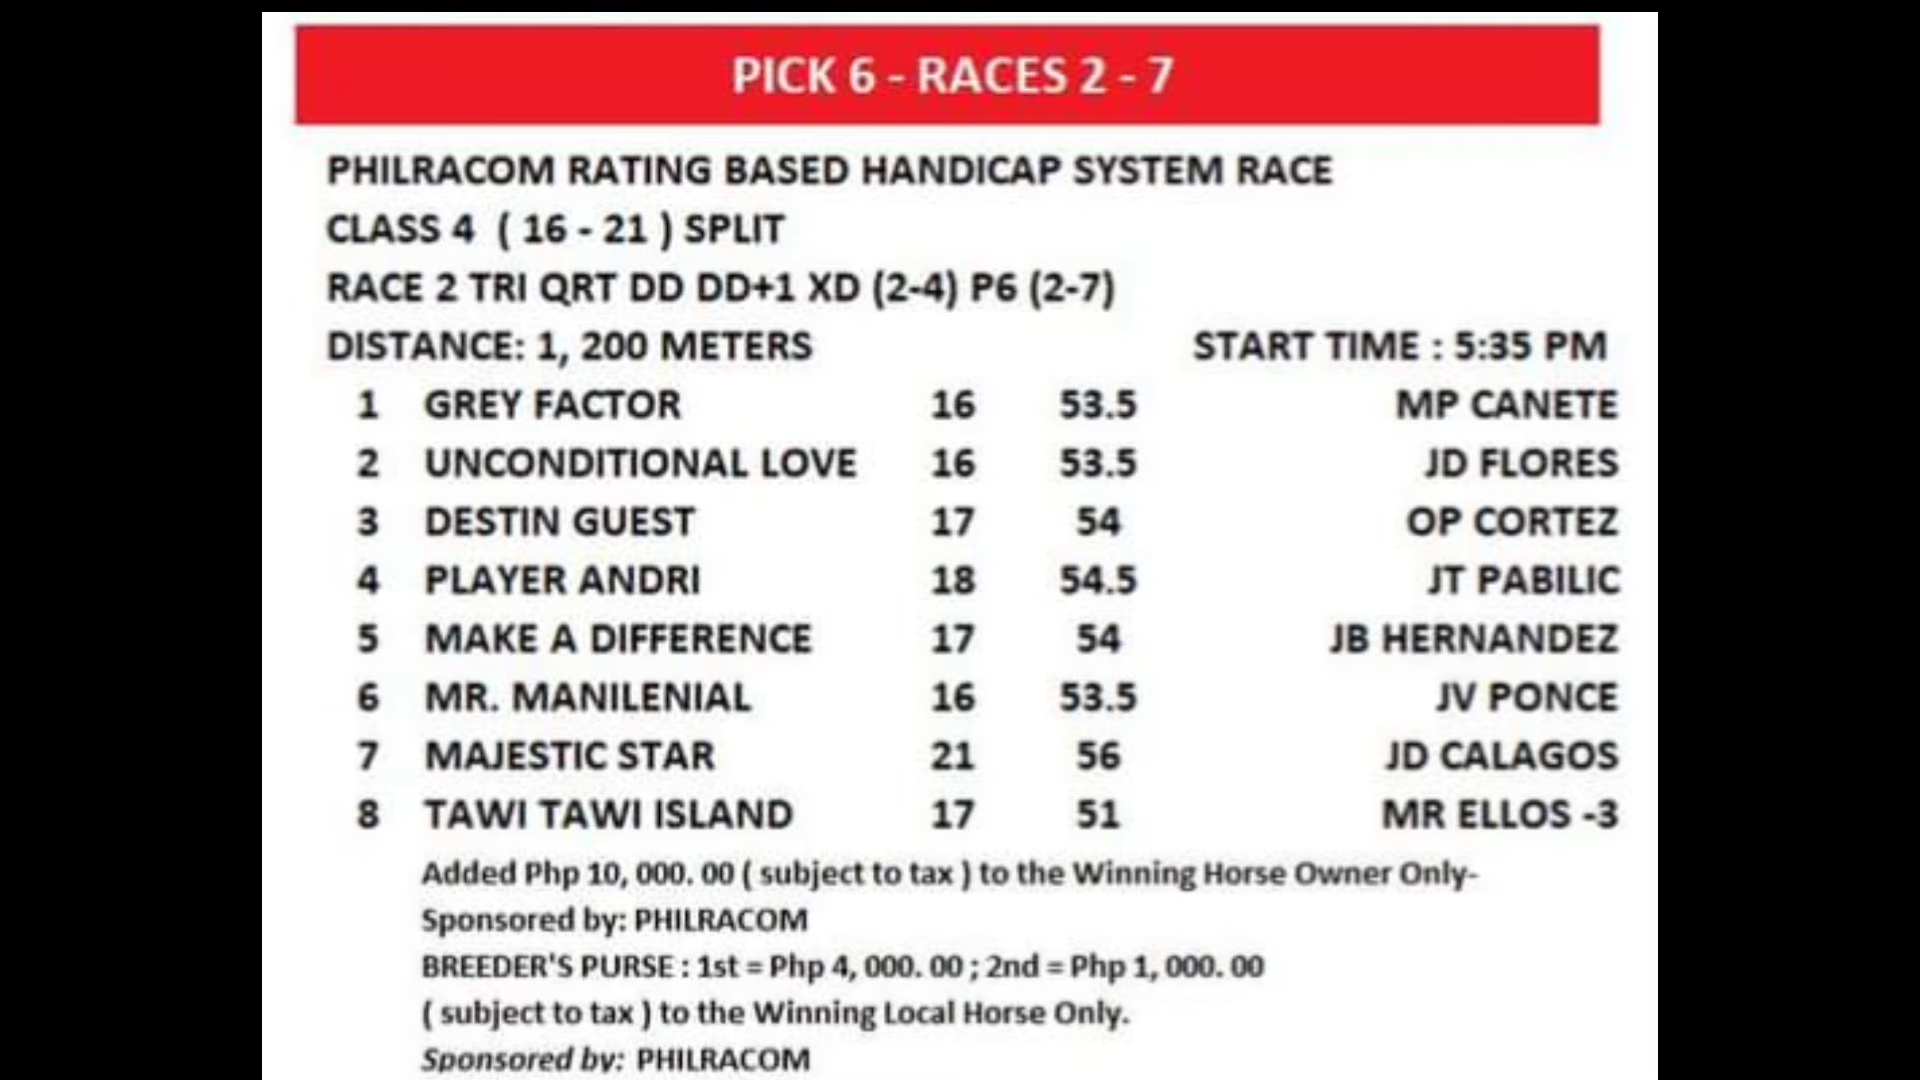 PICK 6 - RACES 2 - 7
PHILRACOM RATING BASED HANDICAP SYSTEM RACE
CLASS 4 ( 16 - 21 ) SPLIT
RACE 2 TRI QRT DD DD+1 XD (2-4) P6 (2-7)
DISTANCE: 1, 200 METERS START TIME : 5:35 PM
1 GREY FACTOR 16 53.5 MP CANETE
2 UNCONDITIONAL LOVE 16 53.5 JD FLORES
3 DESTIN GUEST 17 54 OP CORTEZ
4 PLAYER ANDRI 18 54.5 JT PABILIC
5 MAKE A DIFFERENCE 17 54 JB HERNANDEZ
6 MR. MANILENIAL 16 53.5 JV PONCE
7 MAJESTIC STAR 21 56 JD CALAGOS
8 TAWI TAWI ISLAND 17 51 MR ELLOS -3
Added Php 10, 000. 00 ( subject to tax ) to the Winning Horse Owner Only-
Sponsored by: PHILRACOM
BREEDER'S PURSE : 1st = Php 4, 000. 00 ; 2nd = Php 1, 000. 00
( subject to tax ) to the Winning Local Horse Only.
Sponsored by: PHILRACOM